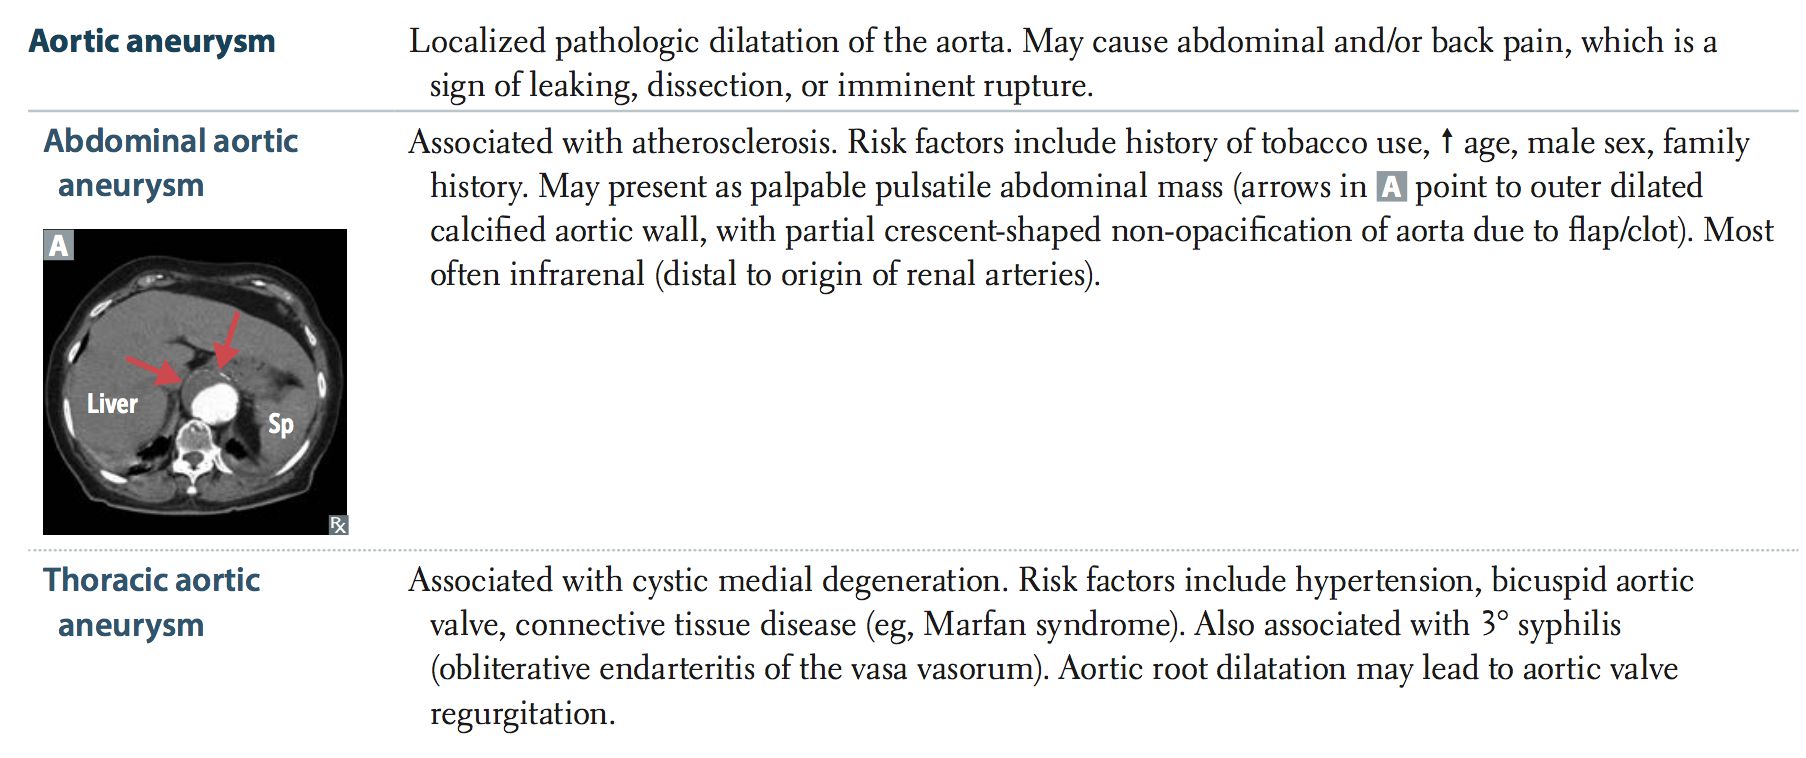 Aortic aneurysm
Localized pathologic dilatation of the aorta. May cause abdominal and/or back pain, which is a
sign of leaking, dissection, or imminent rupture.
Abdominal aortic
aneurysm
Associated with atherosclerosis. Risk factors include history of tobacco use, ↑ age, male sex, family
history. May present as palpable pulsatile abdominal mass (arrows in A point to outer dilated
calcified aortic wall, with partial crescent-shaped non-opacification of aorta due to flap/clot). Most
often infrarenal (distal to origin of renal arteries).
A
Liver
Sp
Rx
Thoracic aortic
aneurysm
Associated with cystic medial degeneration. Risk factors include hypertension, bicuspid aortic
valve, connective tissue disease (eg, Marfan syndrome). Also associated with 3° syphilis
(obliterative endarteritis of the vasa vasorum). Aortic root dilatation may lead to aortic valve
regurgitation.